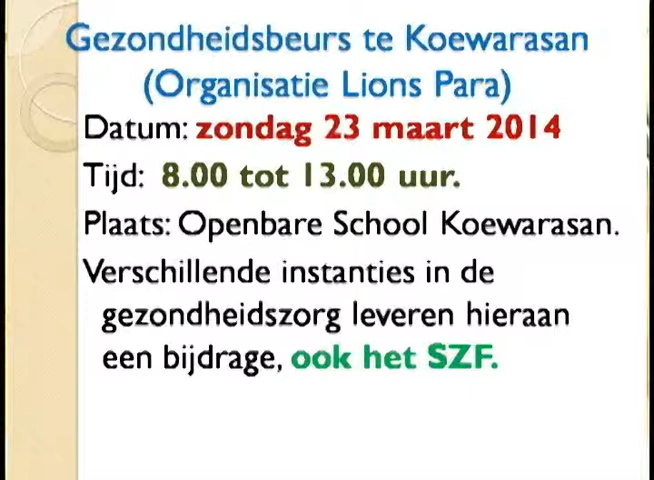 Gezondheidsbeurs te Koewarasan
(Organisatie Lions Para)
Datum: zondag 23 maart 2014
Tijd: 8.00 tot 13.00 uur.
Plaats: Openbare School Koewarasan.
Verschillende instanties in de
gezondheidszorg leveren hieraan
een bijdrage, ook het SZF.